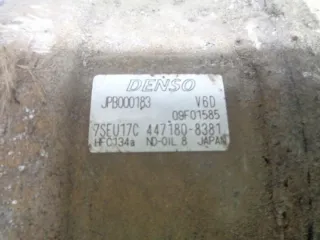 DENSO
JPB000183 V6D
09F01585
7SEU17C 447180-8381
HFC134a ND-OIL 8 JAPAN